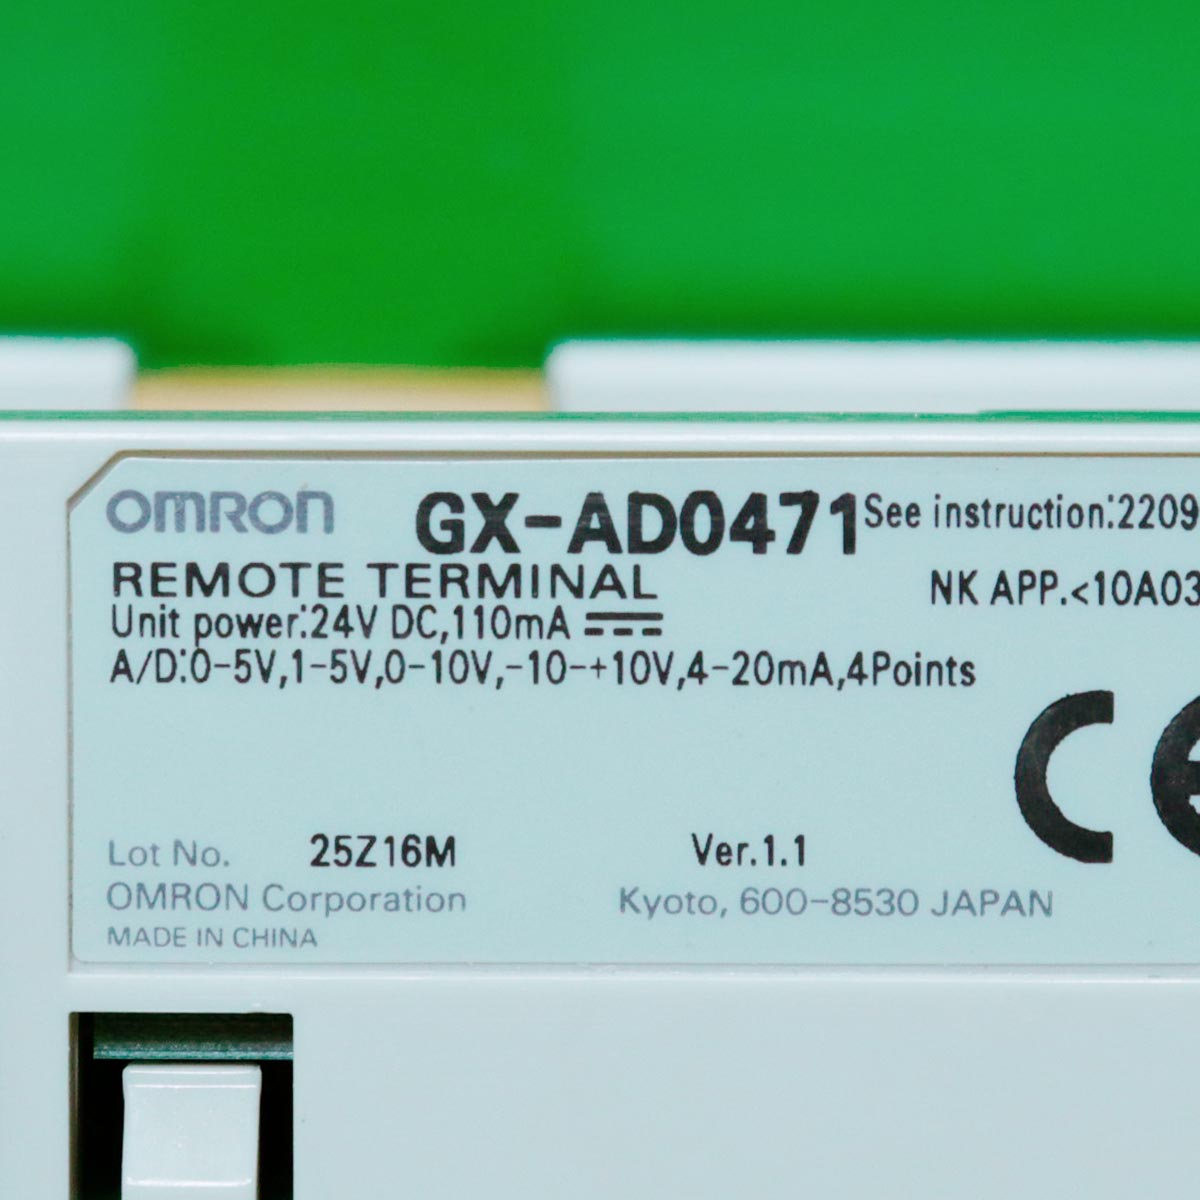 OMRON GX-AD0471 See instruction:2209
REMOTE TERMINAL NK APP.<10A03
Unit power:24V DC,110mA
A/D:0-5V,1-5V,0-10V,-10-+10V,4-20mA,4Points
CE
Lot No. 25Z16M Ver.1.1
OMRON Corporation Kyoto, 600-8530 JAPAN
MADE IN CHINA